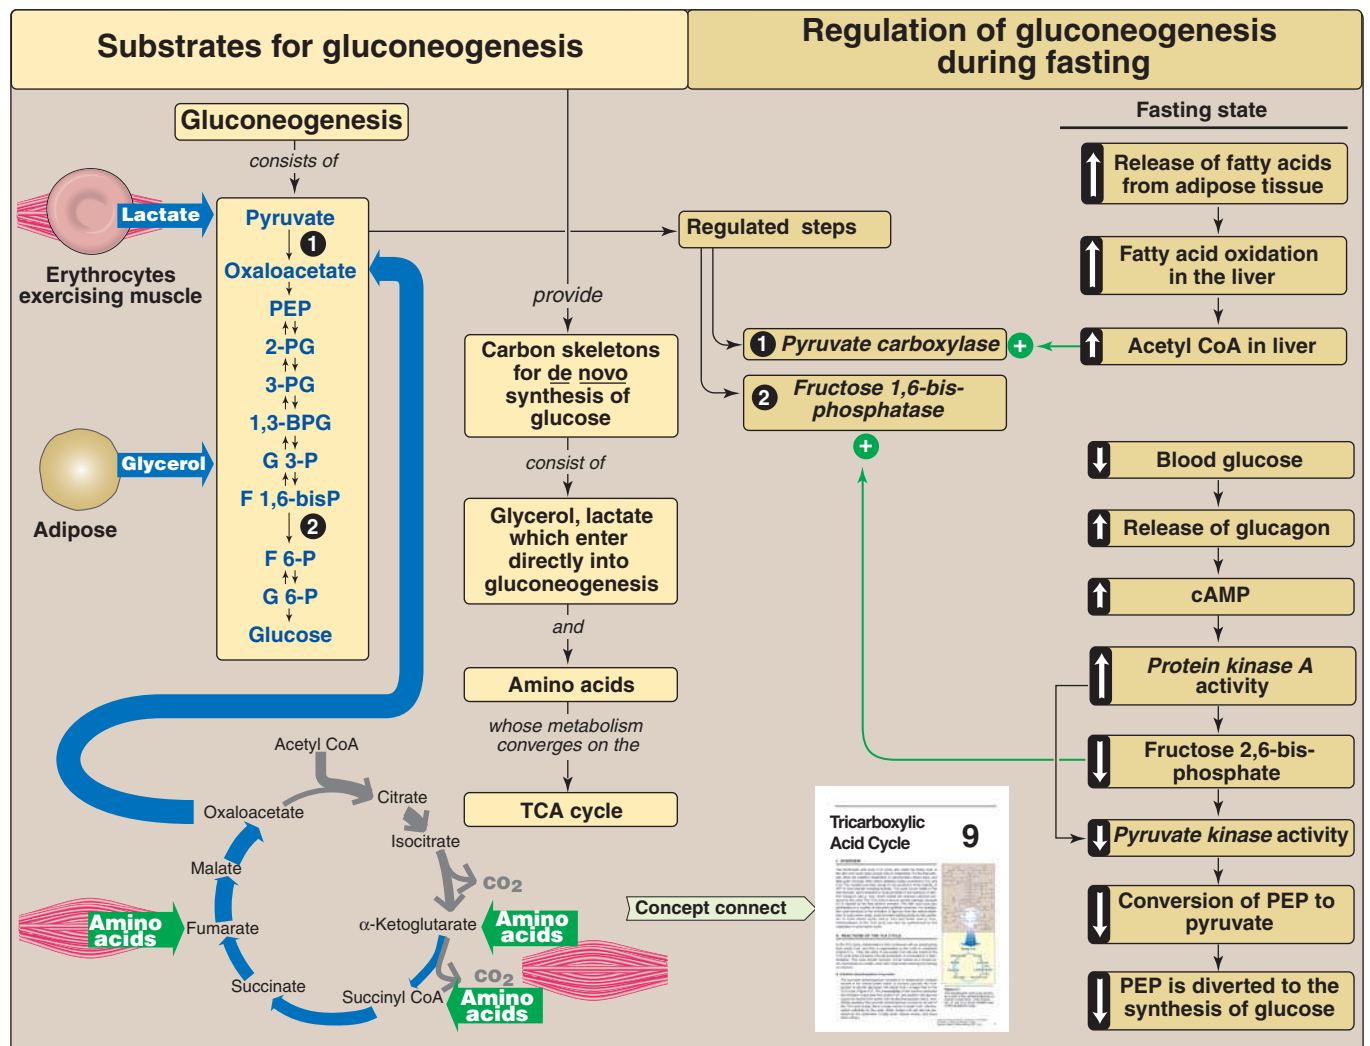 Substrates for gluconeogenesis
Regulation of gluconeogenesis
during fasting
Gluconeogenesis
consists of
Lactate
Erythrocytes
exercising muscle
Pyruvate
1
Oxaloacetate
PEP
2-PG
3-PG
1,3-BPG
G 3-P
F 1,6-bisP
2
F 6-P
G 6-P
Glucose
Glycerol
Adipose
provide
Carbon skeletons
for de novo
synthesis of
glucose
consist of
Glycerol, lactate
which enter
directly into
gluconeogenesis
and
Amino acids
whose metabolism
converges on the
TCA cycle
Regulated steps
1 Pyruvate carboxylase +
2 Fructose 1,6-bis-
phosphatase
+
Fasting state
Release of fatty acids
from adipose tissue
Fatty acid oxidation
in the liver
Acetyl CoA in liver
Blood glucose
Release of glucagon
cAMP
Protein kinase A
activity
Fructose 2,6-bis-
phosphate
Pyruvate kinase activity
Conversion of PEP to
pyruvate
PEP is diverted to the
synthesis of glucose
Acetyl CoA
Oxaloacetate
Citrate
Isocitrate
CO2
α-Ketoglutarate
Amino
acids
CO2
Succinyl CoA
Amino
acids
Succinate
Fumarate
Amino
acids
Malate
Concept connect
Tricarboxylic
Acid Cycle
9